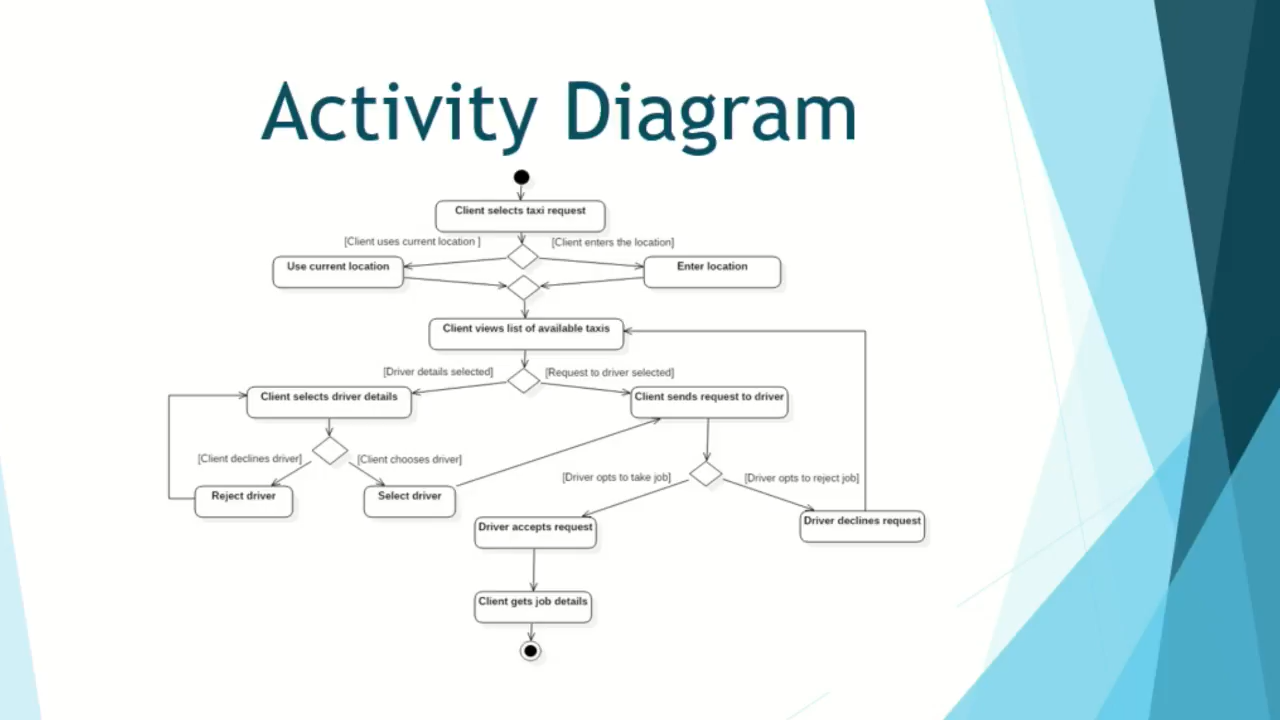 Activity Diagram
Client selects taxi request
[Client uses current location ]
[Client enters the location]
Use current location
Enter location
Client views list of available taxis
[Driver details selected]
[Request to driver selected]
Client selects driver details
Client sends request to driver
[Client declines driver]
[Client chooses driver]
[Driver opts to take job]
[Driver opts to reject job]
Reject driver
Select driver
Driver accepts request
Driver declines request
Client gets job details